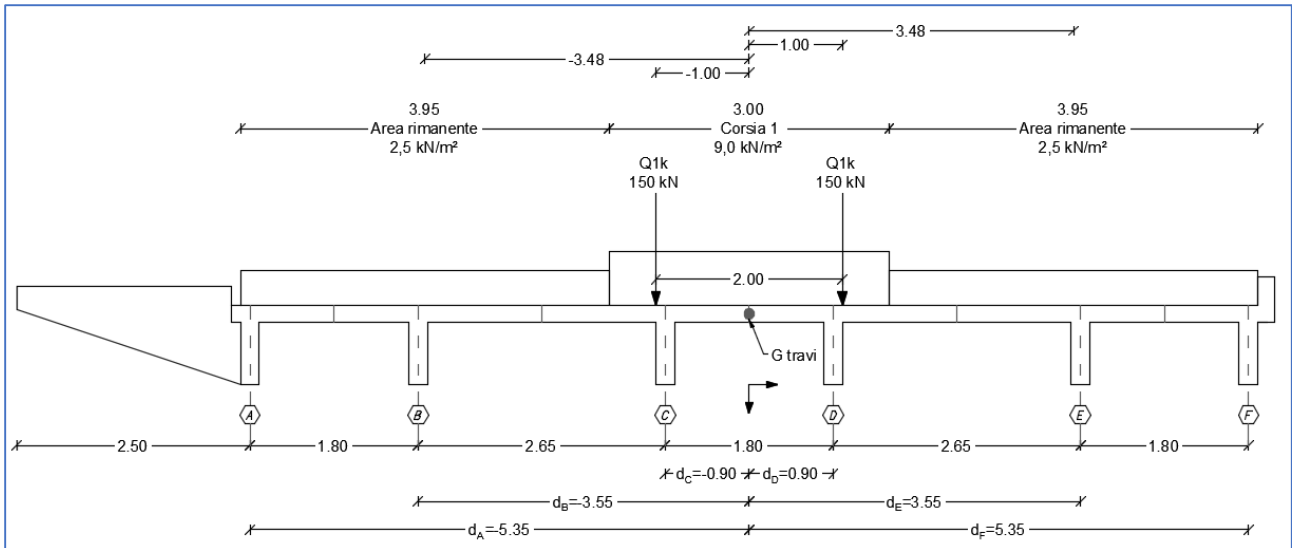 3.48
1.00
-3.48
-1.00
3.95
Area rimanente
2,5 kN/m²
3.00
Corsia 1
9,0 kN/m²
3.95
Area rimanente
2,5 kN/m²
Q1k
150 kN
Q1k
150 kN
2.00
G travi
A
B
C
D
E
F
2.50
1.80
2.65
1.80
2.65
1.80
dC=-0.90
dD=0.90
dB=-3.55
dE=3.55
dA=-5.35
dF=5.35